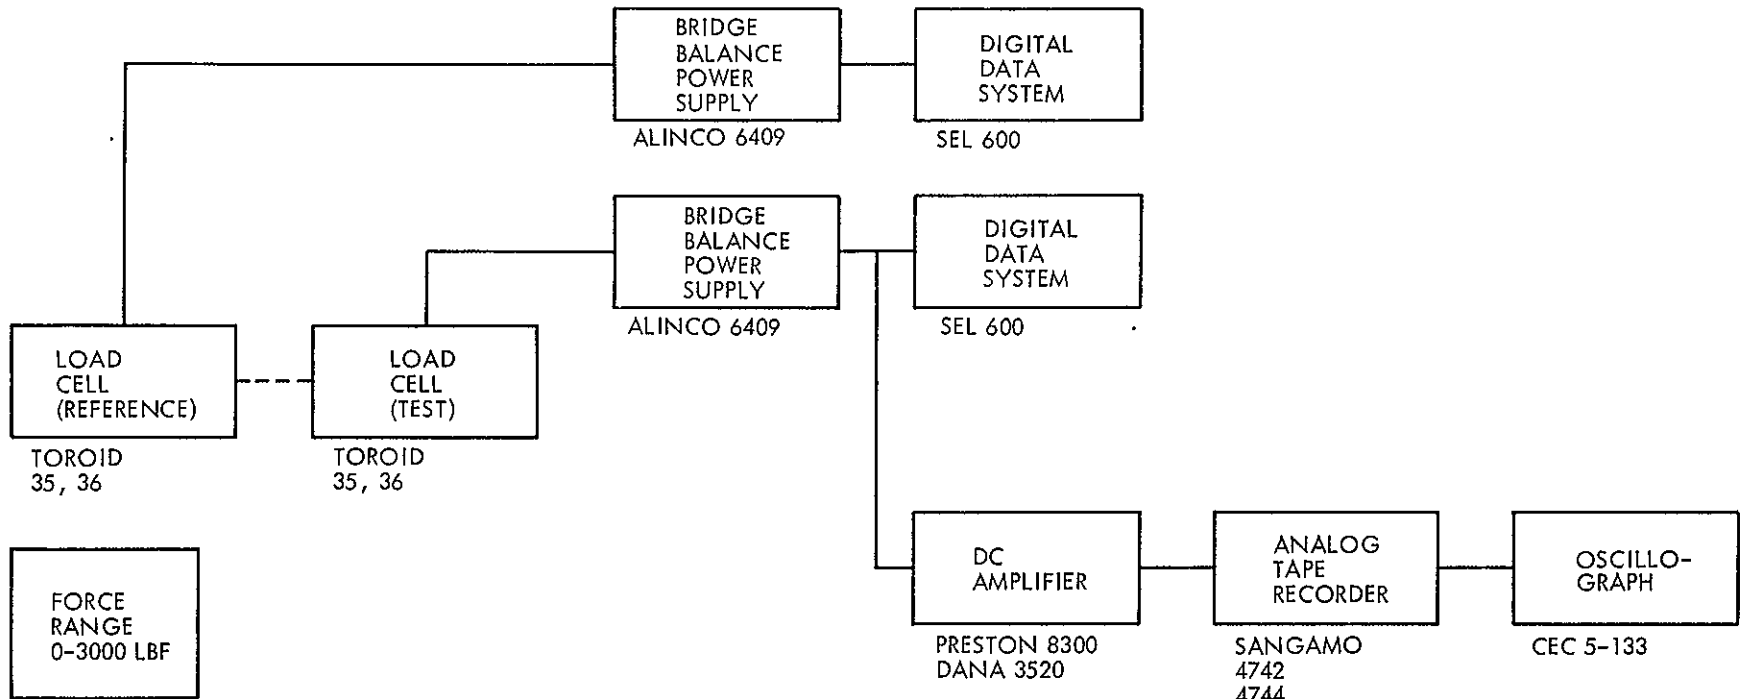 BRIDGE
BALANCE
POWER
SUPPLY
ALINCO 6409
DIGITAL
DATA
SYSTEM
SEL 600
BRIDGE
BALANCE
POWER
SUPPLY
ALINCO 6409
DIGITAL
DATA
SYSTEM
SEL 600
LOAD
CELL
(REFERENCE)
TOROID
35, 36
LOAD
CELL
(TEST)
TOROID
35, 36
FORCE
RANGE
0-3000 LBF
DC
AMPLIFIER
PRESTON 8300
DANA 3520
ANALOG
TAPE
RECORDER
SANGAMO
4742
4744
OSCILLO-
GRAPH
CEC 5-133